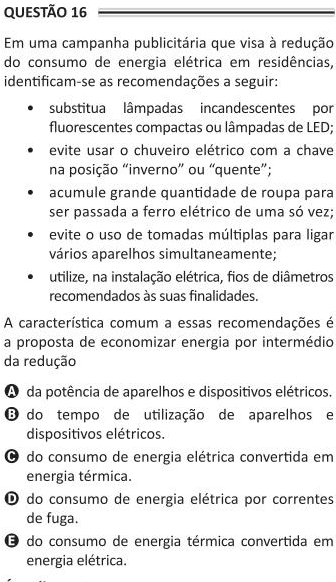 QUESTÃO 16
Em uma campanha publicitária que visa à redução
do consumo de energia elétrica em residências,
identificam-se as recomendações a seguir:
• substitua lâmpadas incandescentes por
fluorescentes compactas ou lâmpadas de LED;
• evite usar o chuveiro elétrico com a chave
na posição “inverno” ou “quente”;
• acumule grande quantidade de roupa para
ser passada a ferro elétrico de uma só vez;
• evite o uso de tomadas múltiplas para ligar
vários aparelhos simultaneamente;
• utilize, na instalação elétrica, fios de diâmetros
recomendados às suas finalidades.
A característica comum a essas recomendações é
a proposta de economizar energia por intermédio
da redução
A da potência de aparelhos e dispositivos elétricos.
B do tempo de utilização de aparelhos e
dispositivos elétricos.
C do consumo de energia elétrica convertida em
energia térmica.
D do consumo de energia elétrica por correntes
de fuga.
E do consumo de energia térmica convertida em
energia elétrica.